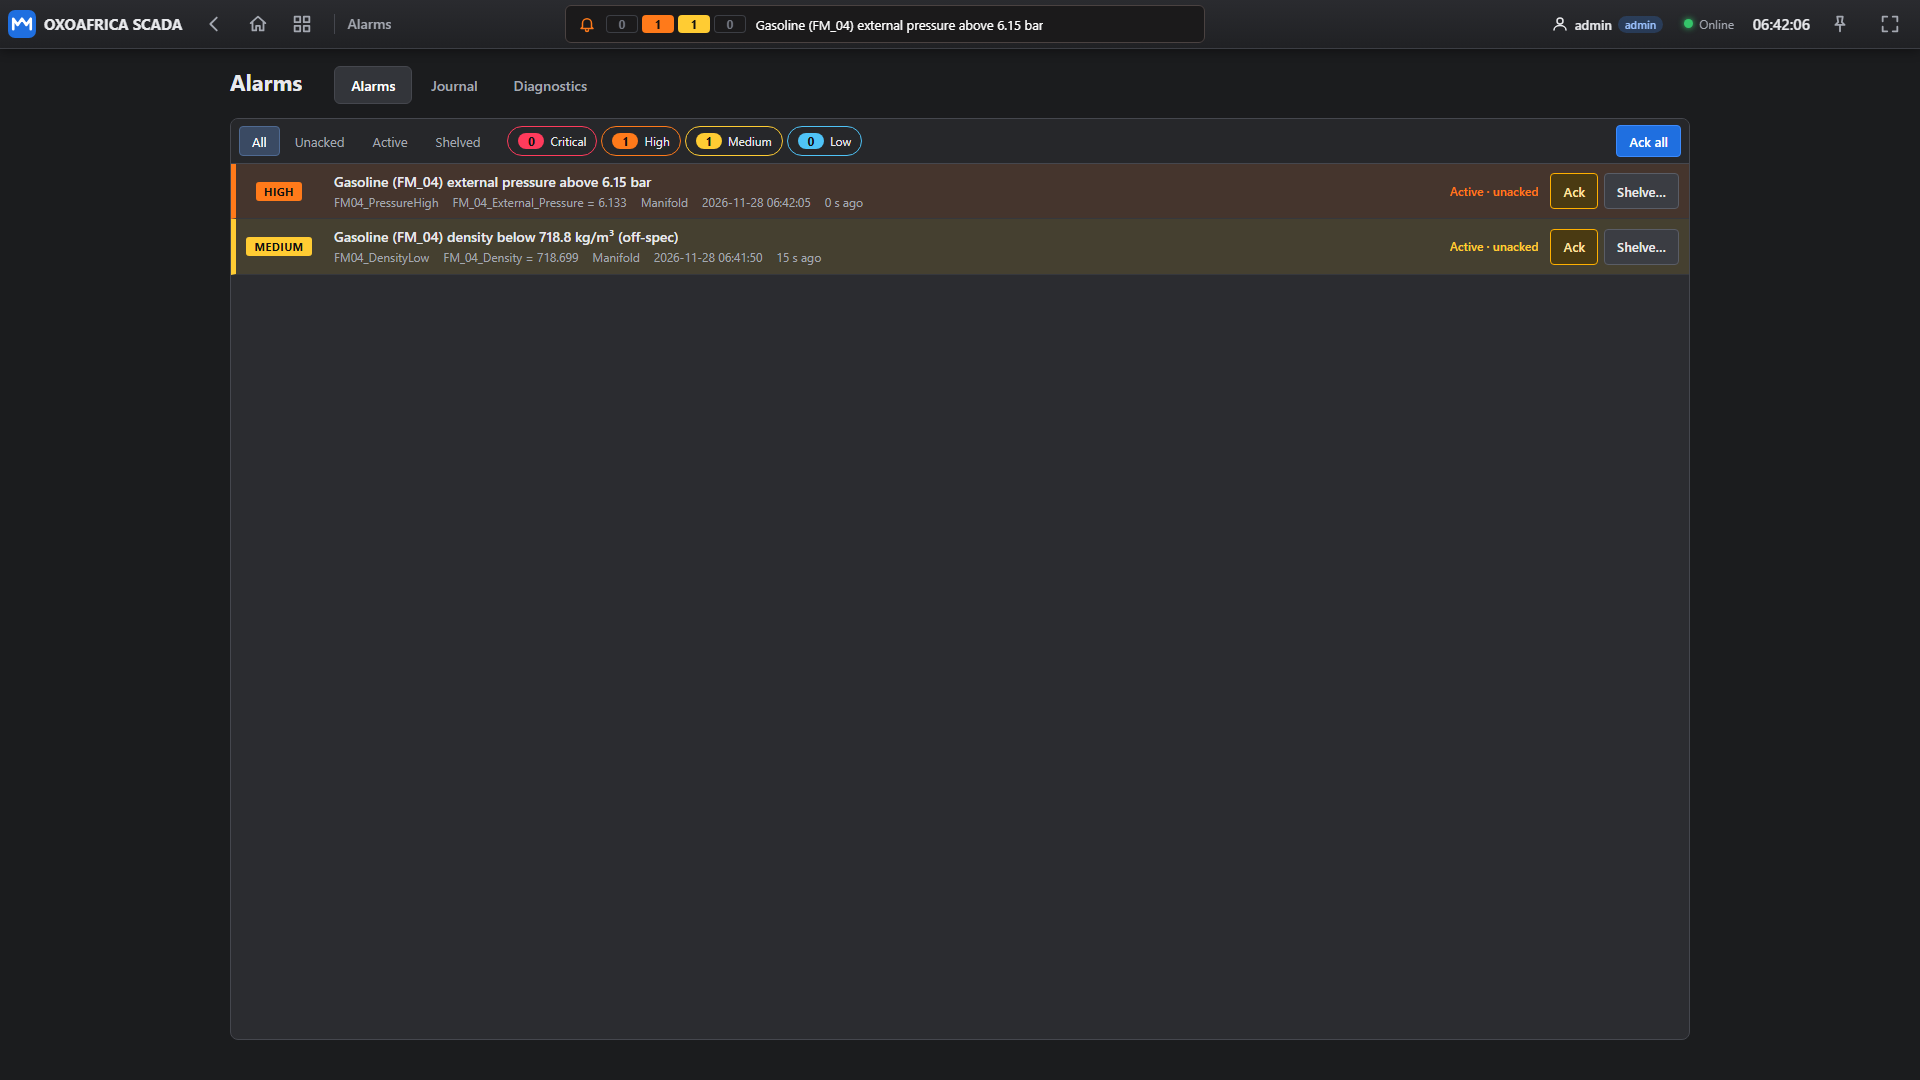 OXOAFRICA SCADA
Alarms
0 1 1 0 Gasoline (FM_04) external pressure above 6.15 bar
admin admin Online 06:42:06
Alarms
Alarms Journal Diagnostics
All Unacked Active Shelved 0 Critical 1 High 1 Medium 0 Low Ack all
HIGH
Gasoline (FM_04) external pressure above 6.15 bar
FM04_PressureHigh FM_04_External_Pressure = 6.133 Manifold 2026-11-28 06:42:05 0 s ago
Active · unacked Ack Shelve...
MEDIUM
Gasoline (FM_04) density below 718.8 kg/m³ (off-spec)
FM04_DensityLow FM_04_Density = 718.699 Manifold 2026-11-28 06:41:50 15 s ago
Active · unacked Ack Shelve...